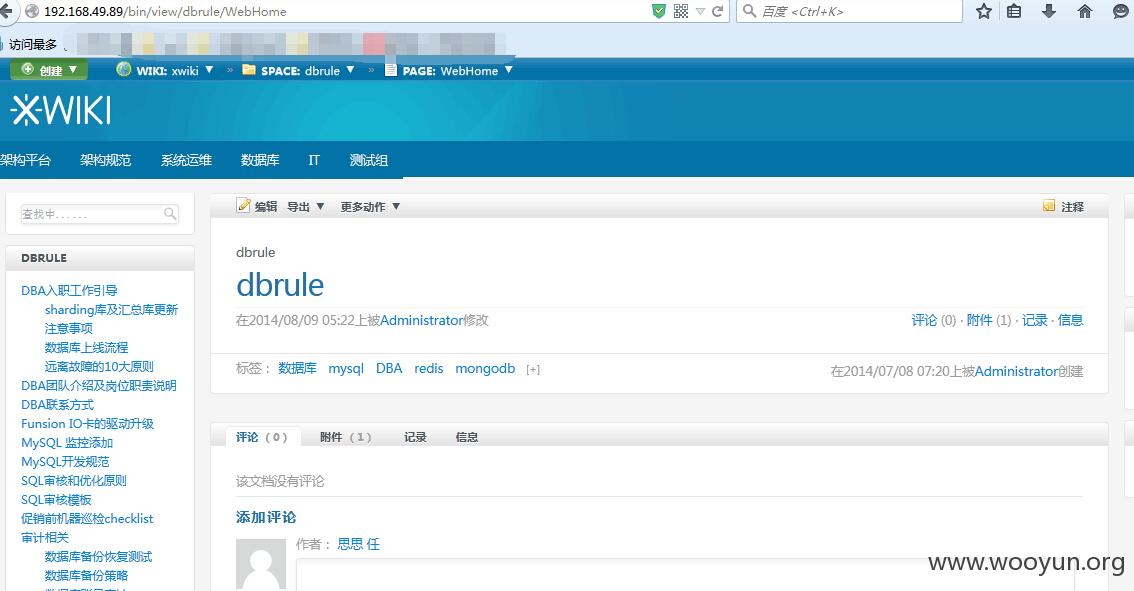 192.168.49.89/bin/view/dbrule/WebHome
百度 <Ctrl+K>
访问最多
创建 ▼ WIKI: xwiki ▼ » SPACE: dbrule ▼ » PAGE: WebHome ▼
XWIKI
架构平台 架构规范 系统运维 数据库 IT 测试组
查找中......
编辑 导出 ▼ 更多动作 ▼ 注释
DBRULE
DBA入职工作引导
sharding库及汇总库更新
注意事项
数据库上线流程
远离故障的10大原则
DBA团队介绍及岗位职责说明
DBA联系方式
Funsion IO卡的驱动升级
MySQL 监控添加
MySQL开发规范
SQL审核和优化原则
SQL审核模板
促销前机器巡检checklist
审计相关
数据库备份恢复测试
数据库备份策略
dbrule
dbrule
在2014/08/09 05:22上被Administrator修改
评论 (0) · 附件 (1) · 记录 · 信息
标签： 数据库 mysql DBA redis mongodb [+]
在2014/07/08 07:20上被Administrator创建
评论 (0) 附件 (1) 记录 信息
该文档没有评论
添加评论
作者： 思思 任
www.wooyun.org